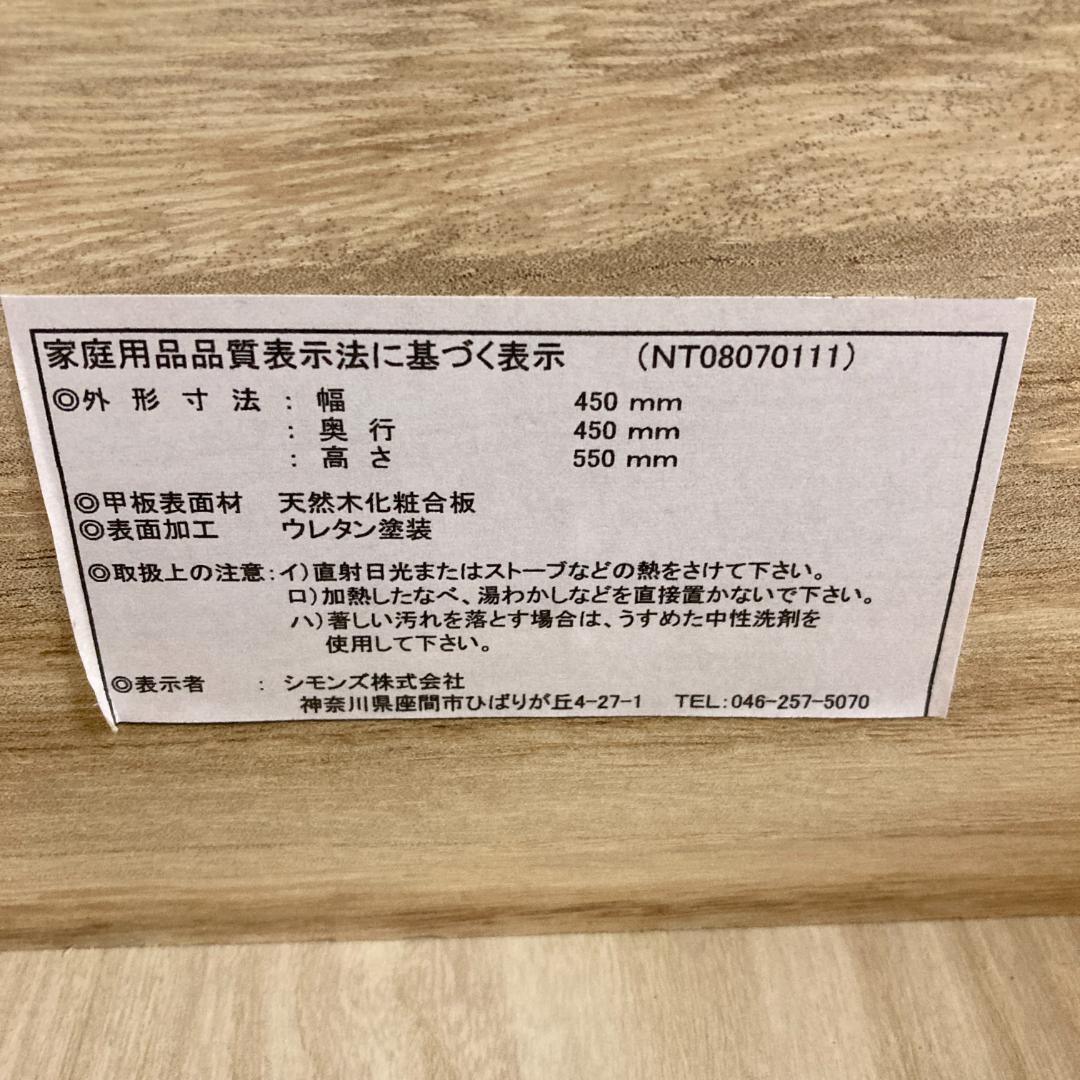 家庭用品品質表示法に基づく表示 (NT08070111)
◎外形寸法 : 幅 450 mm
: 奥行 450 mm
: 高さ 550 mm
◎甲板表面材 天然木化粧合板
◎表面加工 ウレタン塗装
◎取扱上の注意:イ)直射日光またはストーブなどの熱をさけて下さい。
ロ)加熱したなべ、湯わかしなどを直接置かないで下さい。
ハ)著しい汚れを落とす場合は、うすめた中性洗剤を
使用して下さい。
◎表示者 : シモンズ株式会社
神奈川県座間市ひばりが丘4-27-1 TEL:046-257-5070